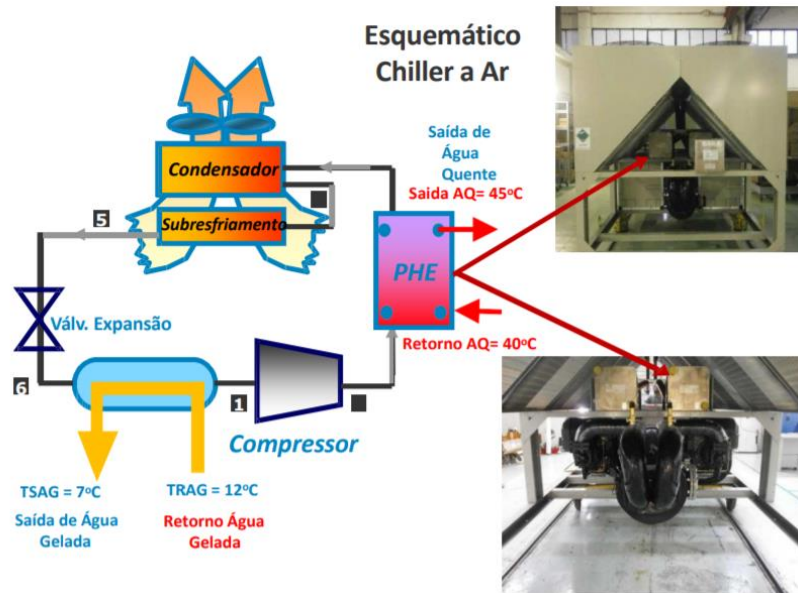 Esquemático
Chiller a Ar
Saída de
Água
Quente
Saida AQ= 45ºC
Condensador
Subresfriamento
5
PHE
Válv. Expansão
Retorno AQ= 40ºC
6
1
Compressor
TSAG = 7ºC
Saída de Água
Gelada
TRAG = 12ºC
Retorno Água
Gelada